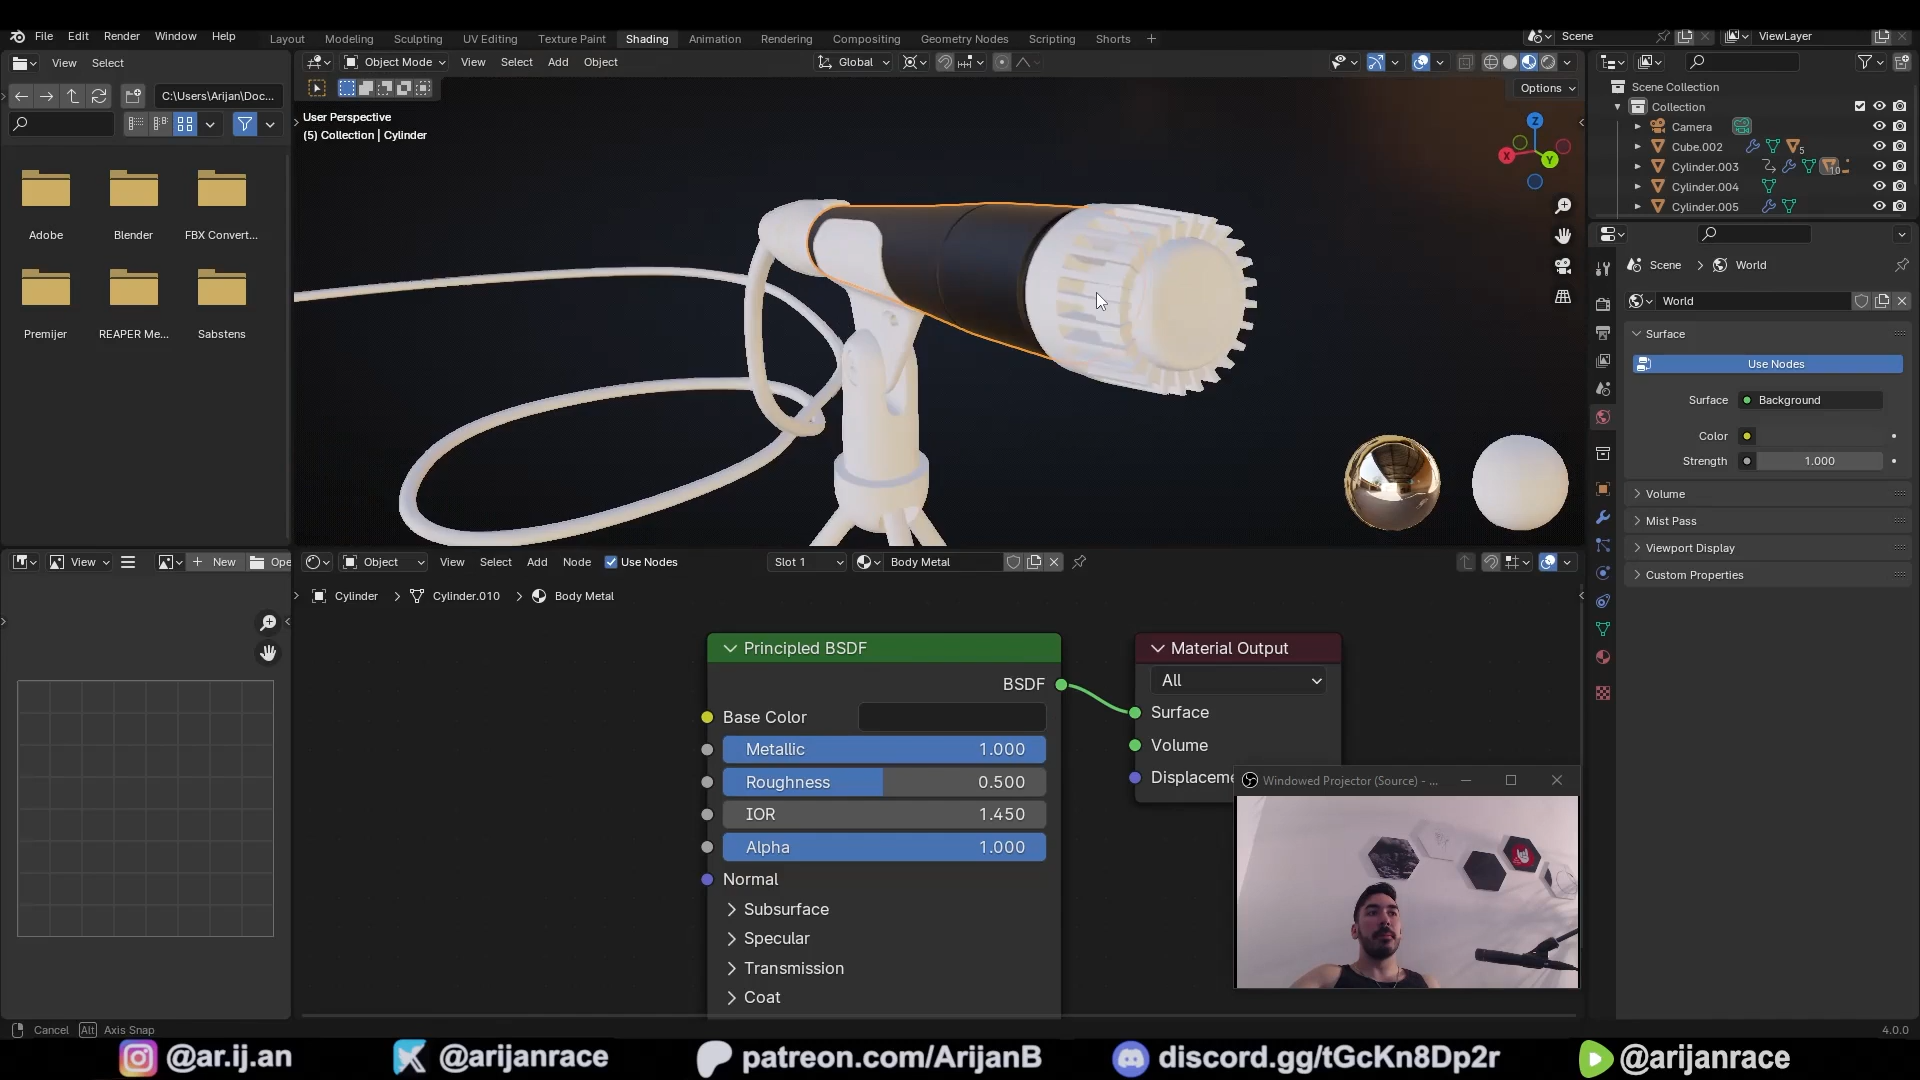 File Edit Render Window Help
Layout Modeling Sculpting UV Editing Texture Paint Shading Animation Rendering Compositing Geometry Nodes Scripting Shorts +
Scene ViewLayer
View Select
Object Mode View Select Add Object Global
C:\Users\Arijan\Doc...
Options
User Perspective
(5) Collection | Cylinder
Z
X
Y
Adobe Blender FBX Convert...
Premijer REAPER Me... Sabstens
Scene Collection
Collection
Camera
Cube.002 5
Cylinder.003 10
Cylinder.004
Cylinder.005
Scene > World
World
Surface
Use Nodes
Surface Background
Color
Strength 1.000
Volume
Mist Pass
Viewport Display
Custom Properties
View New Ope
Object View Select Add Node Use Nodes Slot 1 Body Metal
Cylinder > Cylinder.010 > Body Metal
Principled BSDF
BSDF
Base Color
Metallic 1.000
Roughness 0.500
IOR 1.450
Alpha 1.000
Normal
Subsurface
Specular
Transmission
Coat
Material Output
All
Surface
Volume
Displaceme
Windowed Projector (Source) - ...
Cancel Alt Axis Snap
4.0.0
@ar.ij.an @arijanrace patreon.com/ArijanB discord.gg/tGcKn8Dp2r @arijanrace